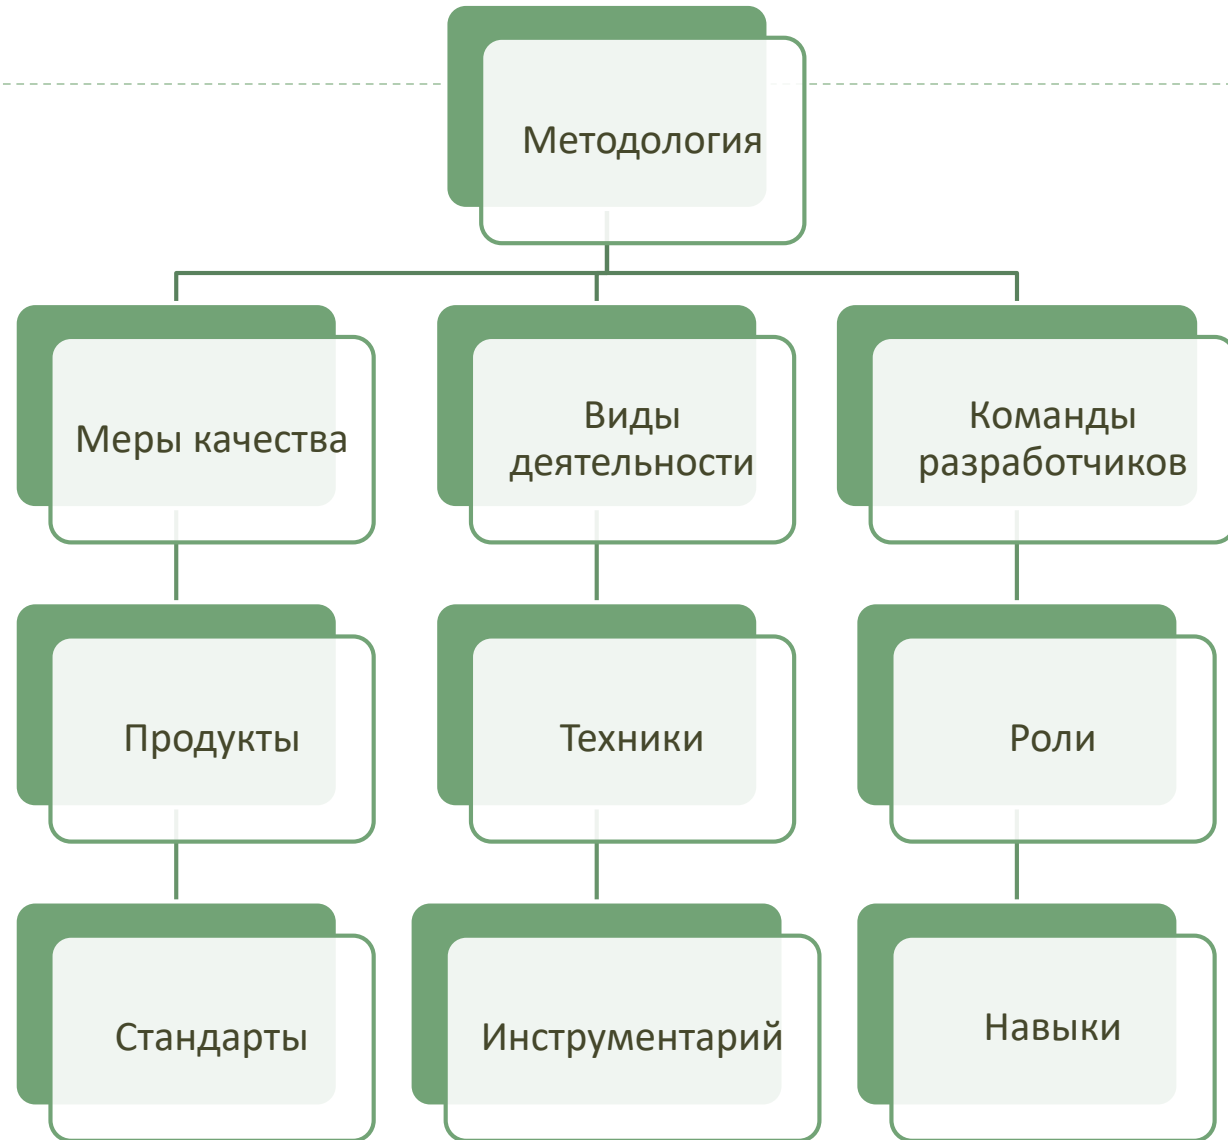 Методология
Меры качества
Виды
деятельности
Команды
разработчиков
Продукты
Техники
Роли
Стандарты
Инструментарий
Навыки